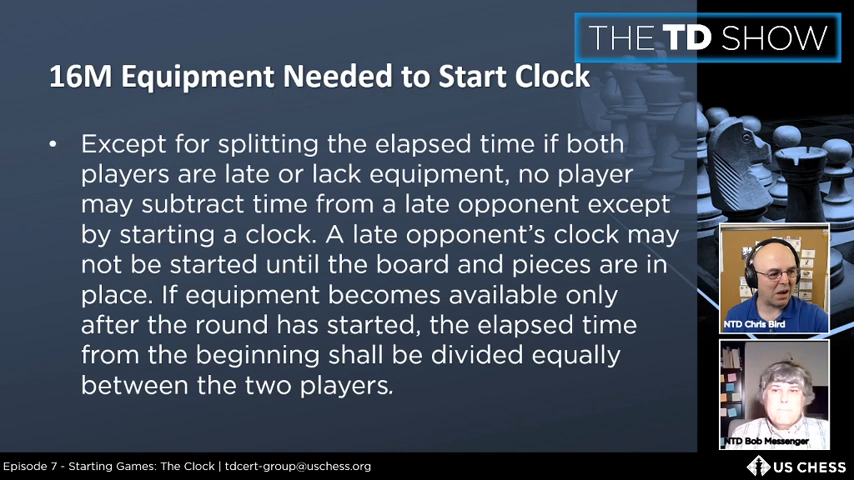 THE TD SHOW
16M Equipment Needed to Start Clock
• Except for splitting the elapsed time if both
players are late or lack equipment, no player
may subtract time from a late opponent except
by starting a clock. A late opponent’s clock may
not be started until the board and pieces are in
place. If equipment becomes available only
after the round has started, the elapsed time
from the beginning shall be divided equally
between the two players.
NTD Chris Bird
NTD Bob Messenger
Episode 7 - Starting Games: The Clock | tdcert-group@uschess.org
US CHESS